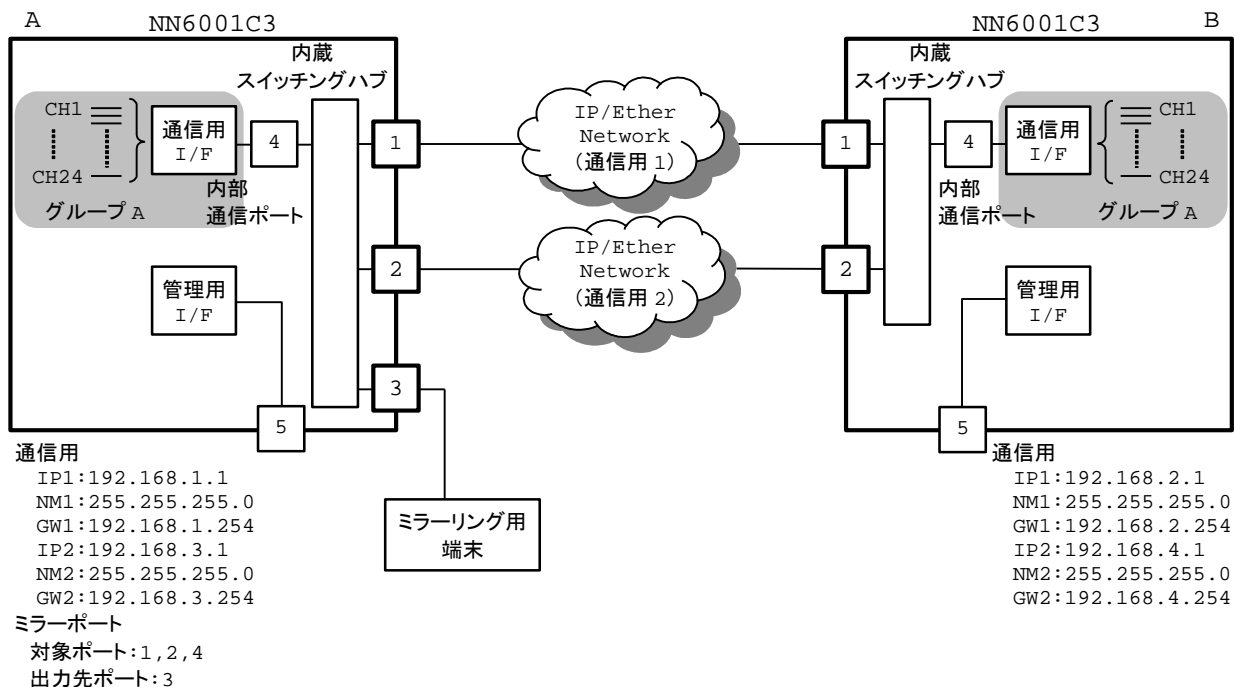 A
NN6001C3
CH1
CH24
グループ A
通信用
I/F
4
内部
通信ポート
内蔵
スイッチングハブ
1
2
3
管理用
I/F
5
IP/Ether
Network
(通信用 1)
IP/Ether
Network
(通信用 2)
NN6001C3
B
内蔵
スイッチングハブ
1
2
4
内部
通信ポート
通信用
I/F
CH1
CH24
グループ A
管理用
I/F
5
通信用
IP1:192.168.1.1
NM1:255.255.255.0
GW1:192.168.1.254
IP2:192.168.3.1
NM2:255.255.255.0
GW2:192.168.3.254
ミラーポート
対象ポート:1,2,4
出力先ポート:3
ミラーリング用
端末
通信用
IP1:192.168.2.1
NM1:255.255.255.0
GW1:192.168.2.254
IP2:192.168.4.1
NM2:255.255.255.0
GW2:192.168.4.254